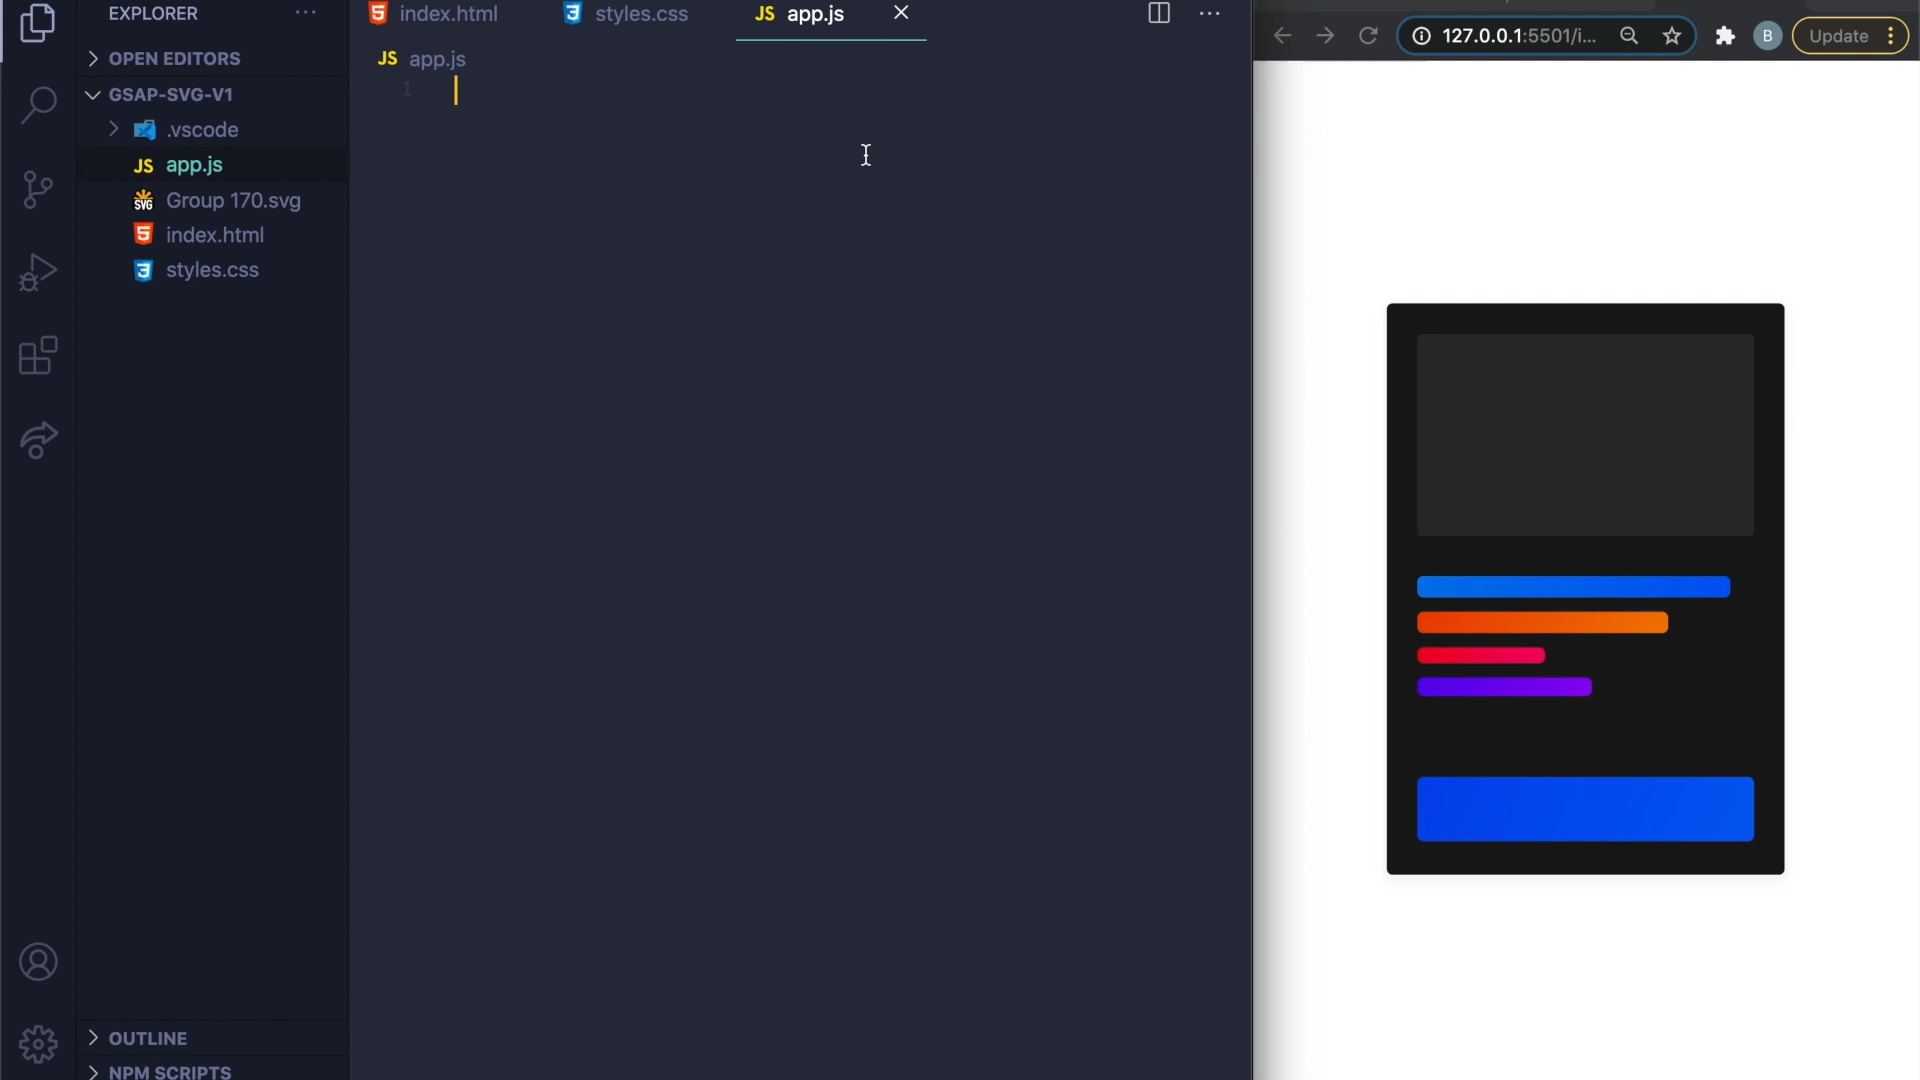 EXPLORER
OPEN EDITORS
GSAP-SVG-V1
.vscode
JS app.js
SVG Group 170.svg
index.html
styles.css
OUTLINE
NPM SCRIPTS
index.html
styles.css
JS app.js
JS app.js
1
127.0.0.1:5501/i...
B
Update